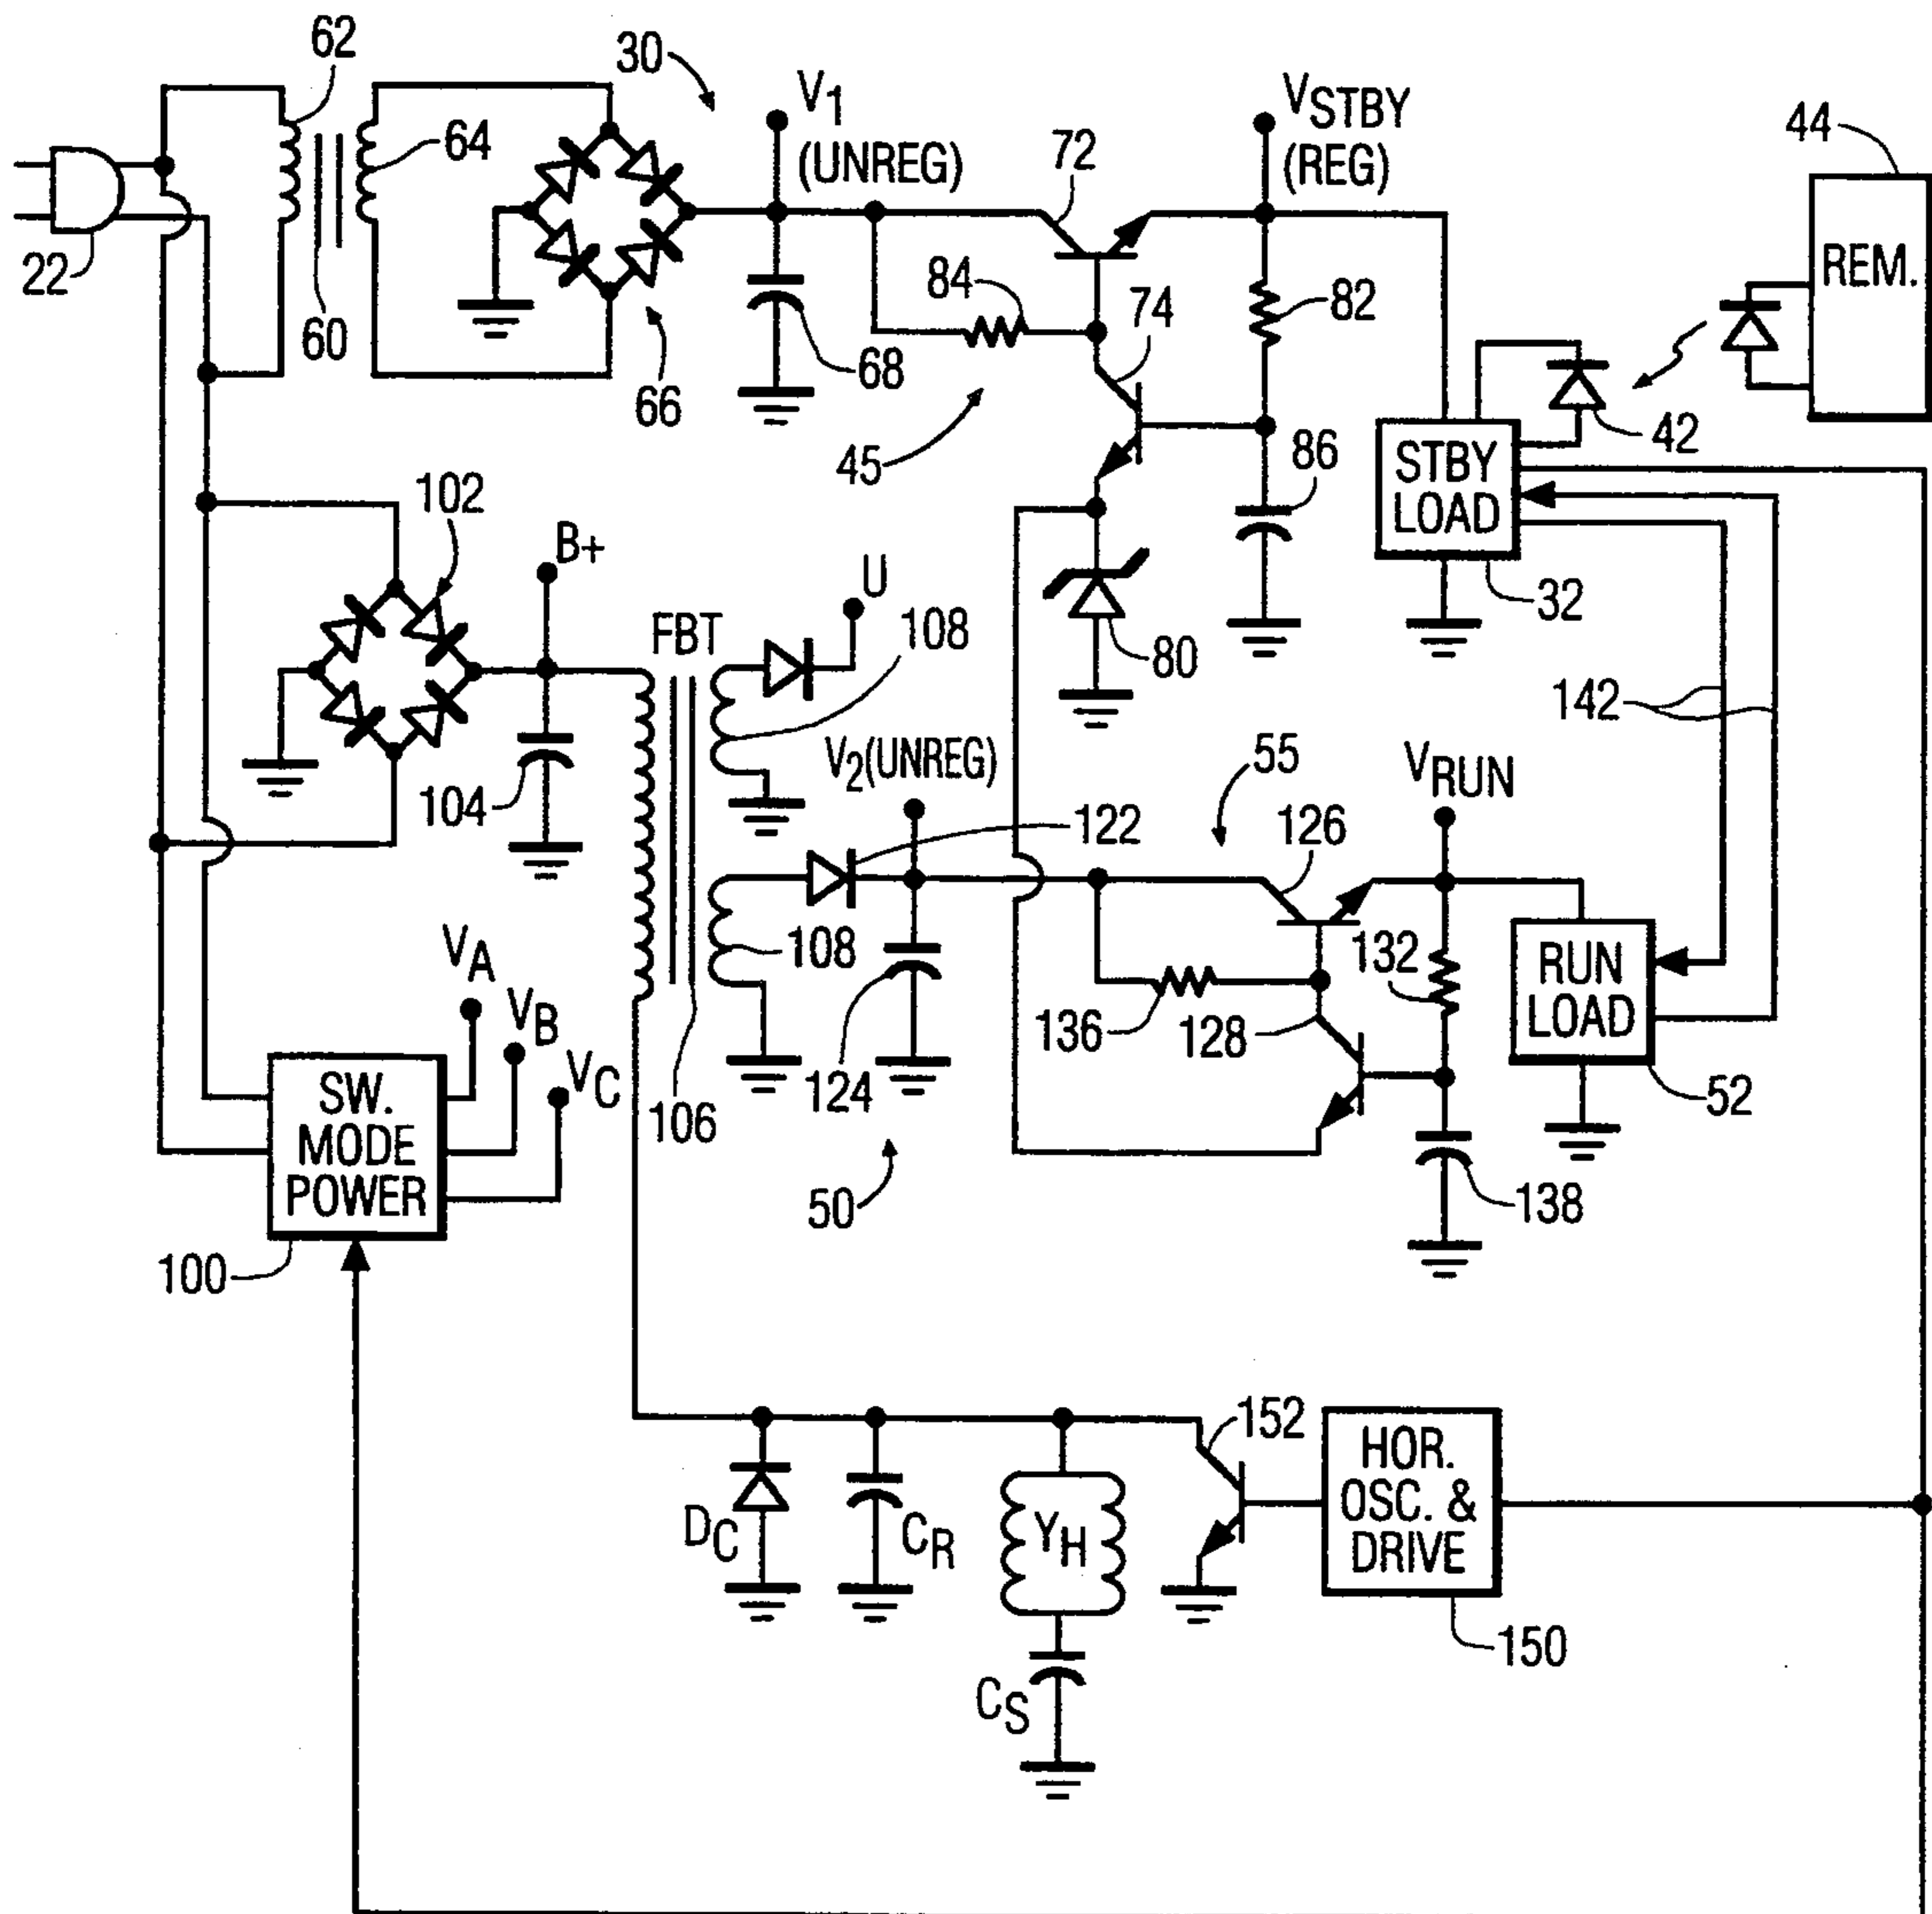 62
30
V1
(UNREG)
VSTBY
(REG)
44
72
64
REM.
22
84
82
60
74
68
66
42
45
86
STBY
LOAD
102
B+
U
32
FBT
108
80
142
V2(UNREG)
55
VRUN
104
122
126
VA
108
132
RUN
LOAD
VB
136
128
VC
124
52
SW.
MODE
POWER
106
50
138
100
152
HOR.
OSC. &
DRIVE
DC
CR
YH
150
CS